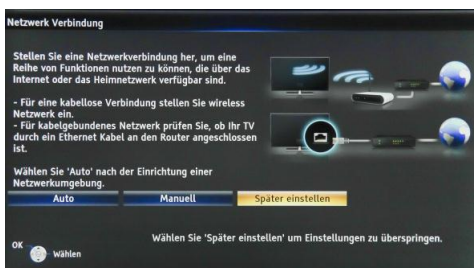 Netzwerk Verbindung
Stellen Sie eine Netzwerkverbindung her, um eine
Reihe von Funktionen nutzen zu können, die über das
Internet oder das Heimnetzwerk verfügbar sind.
- Für eine kabellose Verbindung stellen Sie wireless
Netzwerk ein.
- Für kabelgebundenes Netzwerk prüfen Sie, ob Ihr TV
durch ein Ethernet Kabel an den Router angeschlossen
ist.
Wählen Sie 'Auto' nach der Einrichtung einer
Netzwerkumgebung.
Auto Manuell Später einstellen
Wählen Sie 'Später einstellen' um Einstellungen zu überspringen.
OK
Wählen